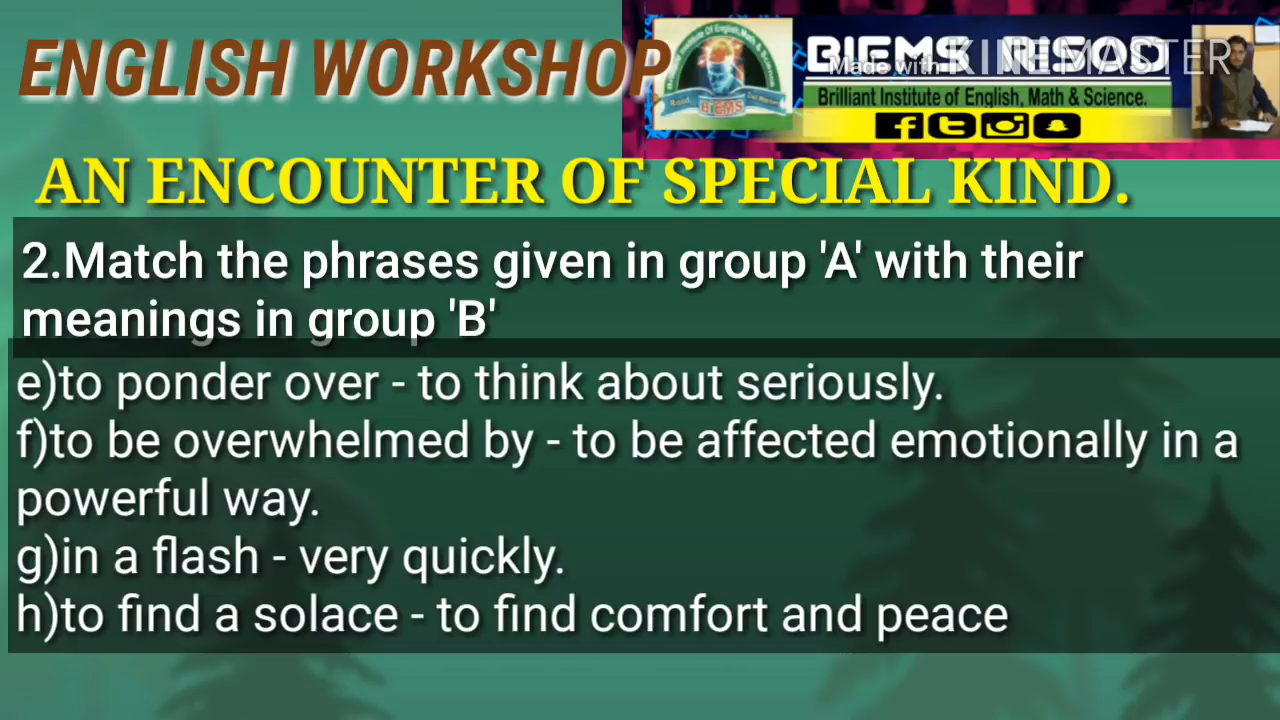 ENGLISH WORKSHOP
BIEMS NESOO
Made with KINEMASTER
Brilliant Institute of English, Math & Science.
BIEMS
AN ENCOUNTER OF SPECIAL KIND.
2.Match the phrases given in group 'A' with their
meanings in group 'B'
e)to ponder over - to think about seriously.
f)to be overwhelmed by - to be affected emotionally in a
powerful way.
g)in a flash - very quickly.
h)to find a solace - to find comfort and peace